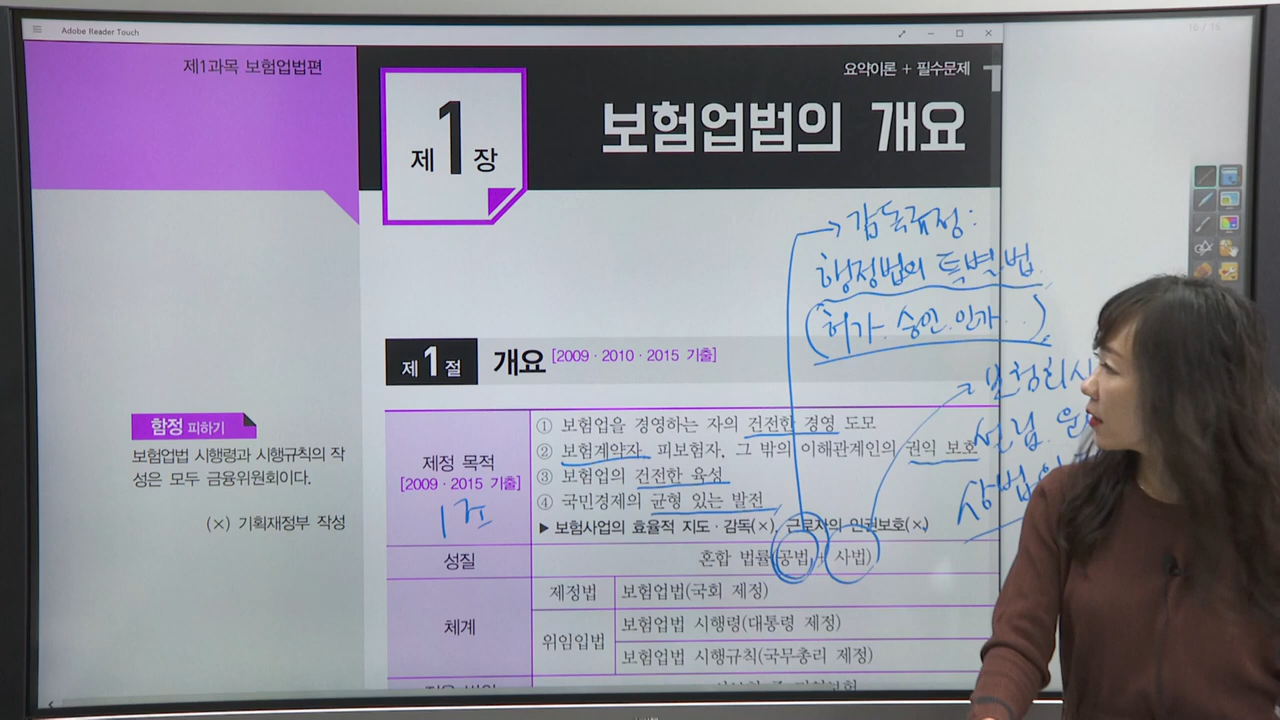 Adobe Reader Touch
16 / 16
제1과목 보험업법편
요약이론 + 필수문제
제1장
보험업법의 개요
감독규정:
행정법의 특별법
(허가. 승인. 인가. . )
제1절 개요 [2009 · 2010 · 2015 기출]
함정 피하기
보험업법 시행령과 시행규칙의 작
성은 모두 금융위원회이다.
(×) 기획재정부 작성
제정 목적
[2009 · 2015 기출]
1조
① 보험업을 경영하는 자의 건전한 경영 도모
② 보험계약자, 피보험자, 그 밖의 이해관계인의 권익 보호
③ 보험업의 건전한 육성
④ 국민경제의 균형 있는 발전
▶ 보험사업의 효율적 지도 · 감독(×), 근로자의 인권보호(×)
설립
상법의
성질
혼합 법률(공법 + 사법)
체계
제정법
보험업법(국회 제정)
위임입법
보험업법 시행령(대통령 제정)
보험업법 시행규칙(국무총리 제정)